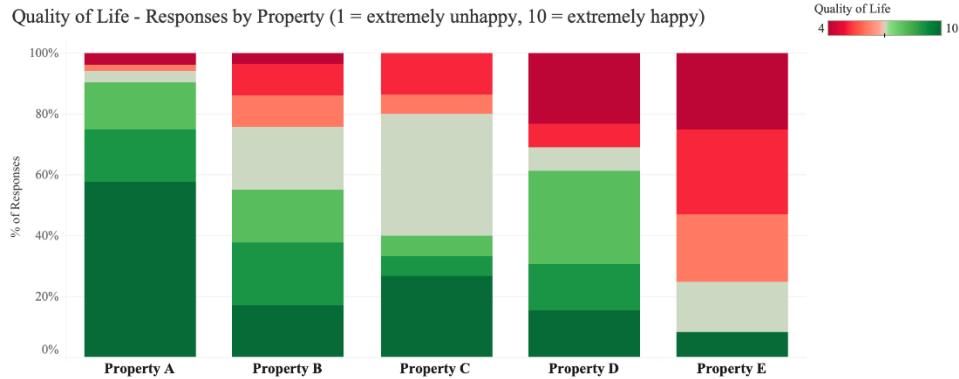 Quality of Life - Responses by Property (1 = extremely unhappy, 10 = extremely happy)
Quality of Life
4 10
100%
80%
60%
40%
20%
0%
% of Responses
Property A Property B Property C Property D Property E